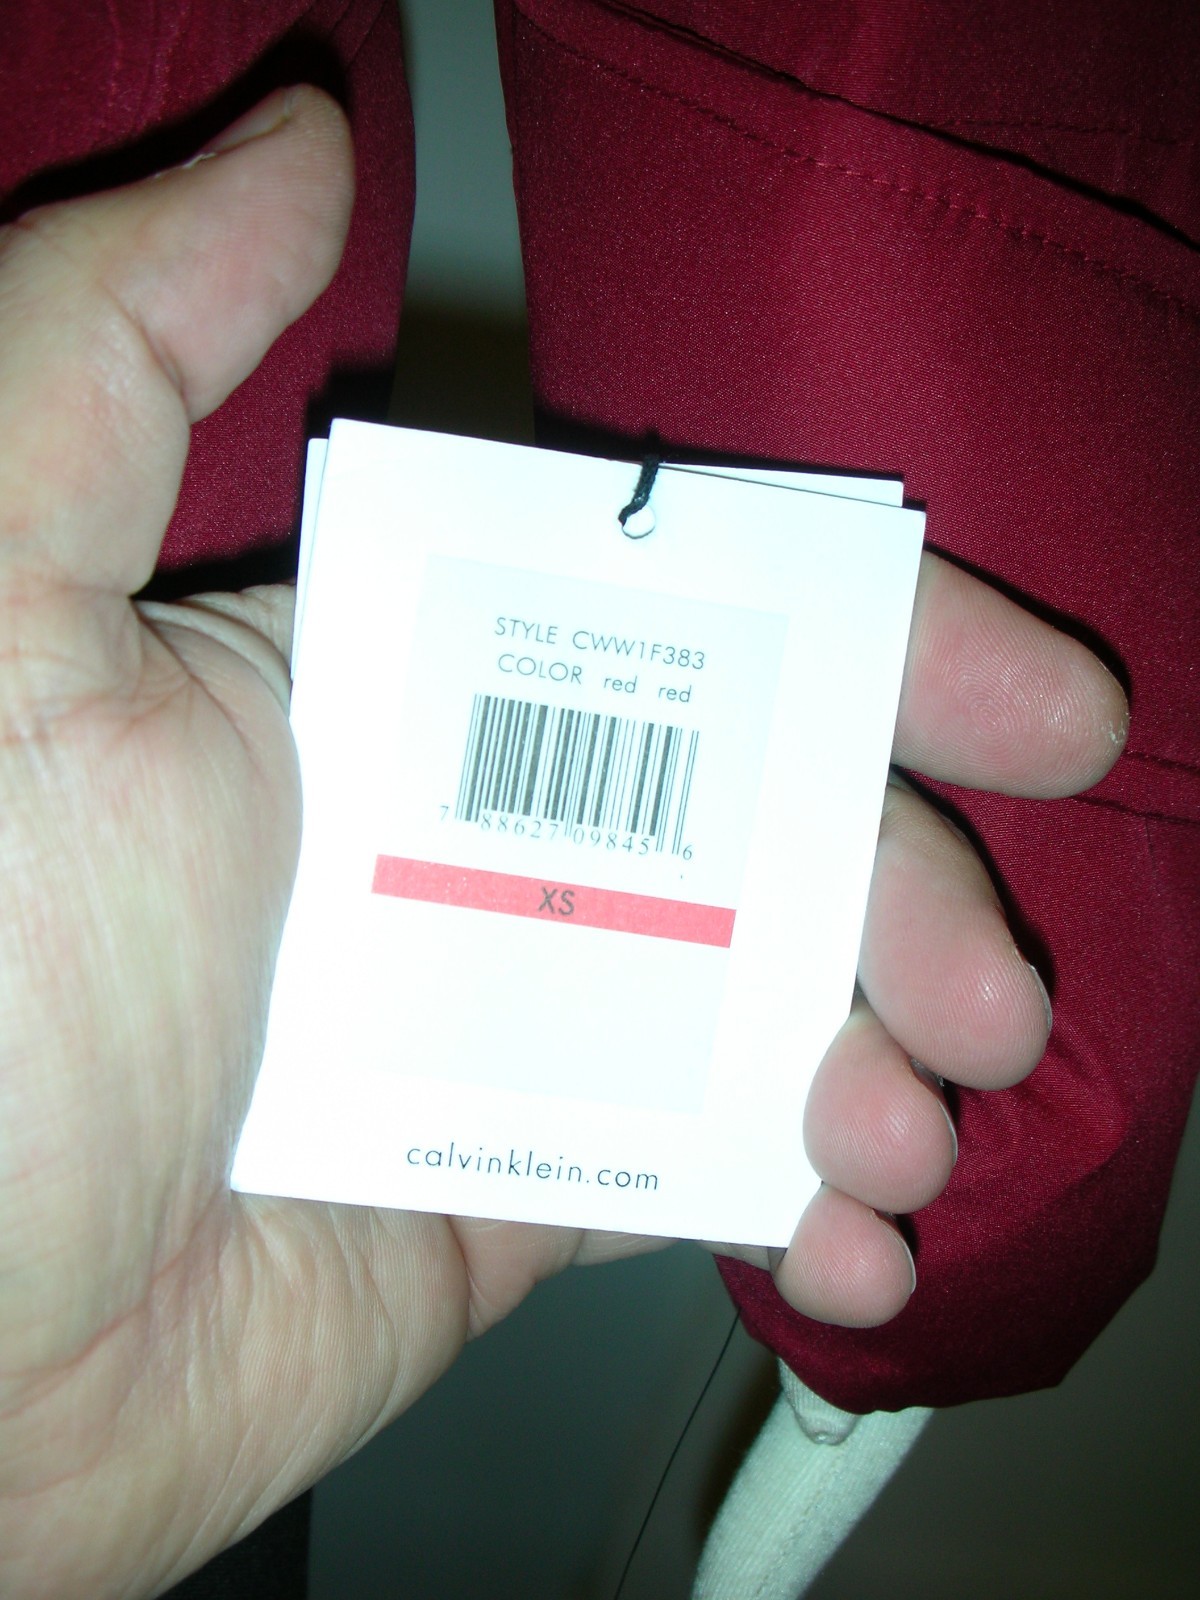 STYLE CWW1F383
COLOR red red
7 88627 09845 6
XS
calvinklein.com